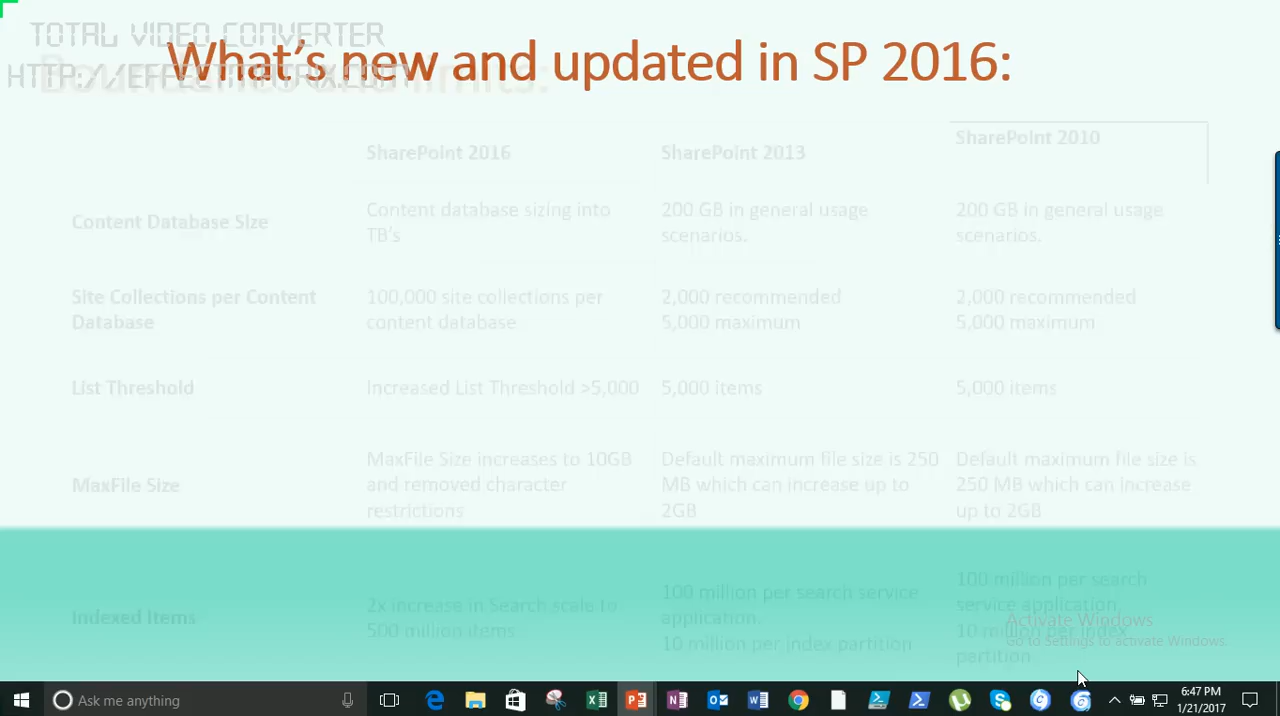 TOTAL VIDEO CONVERTER
What's new and updated in SP 2016:
Boundaries and limits:
SharePoint 2016
SharePoint 2013
SharePoint 2010
Content Database Size
Content database sizing into
TB's
200 GB in general usage
scenarios.
200 GB in general usage
scenarios.
Site Collections per Content
Database
100,000 site collections per
content database
2,000 recommended
5,000 maximum
2,000 recommended
5,000 maximum
List Threshold
Increased List Threshold >5,000
5,000 items
5,000 items
MaxFile Size
MaxFile Size increases to 10GB
and removed character
restrictions
Default maximum file size is 250
MB which can increase up to
2GB
Default maximum file size is
250 MB which can increase
up to 2GB
Indexed Items
2x increase in Search scale to
500 million items
100 million per search service
application.
10 million per index partition
100 million per search
service application.
10 million per index
partition
Activate Windows
Go to Settings to activate Windows.
Ask me anything
6:47 PM
1/21/2017